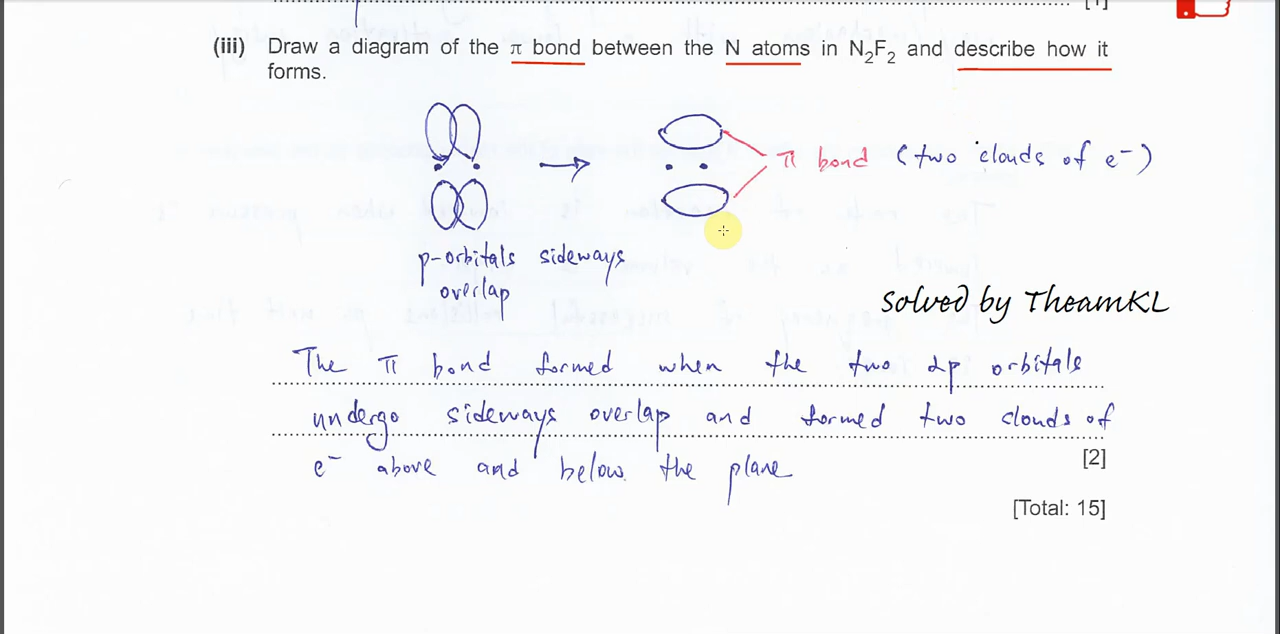 [1]
(iii) Draw a diagram of the π bond between the N atoms in N₂F₂ and describe how it
forms.
π bond (two clouds of e⁻)
p-orbitals sideways
overlap
Solved by TheamKL
The π bond formed when the two 2p orbitals
undergo sideways overlap and formed two clouds of
e⁻ above and below the plane
[2]
[Total: 15]